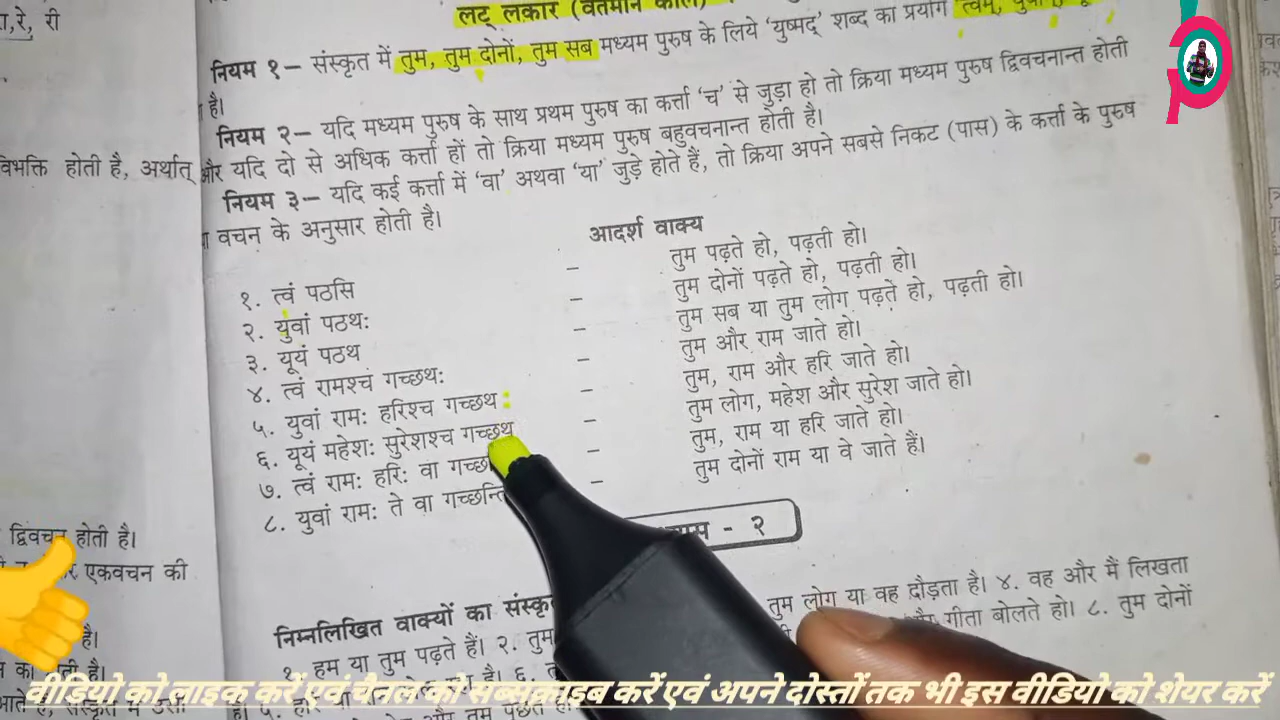 लट् लकार (वर्तमान काल)
नियम १— संस्कृत में तुम, तुम दोनों, तुम सब मध्यम पुरुष के लिये ‘युष्मद्’ शब्द का प्रयोग
है।
नियम २— यदि मध्यम पुरुष के साथ प्रथम पुरुष का कर्त्ता ‘च’ से जुड़ा हो तो क्रिया मध्यम पुरुष द्विवचनान्त होती
और यदि दो से अधिक कर्त्ता हों तो क्रिया मध्यम पुरुष बहुवचनान्त होती है।
नियम ३— यदि कई कर्त्ता में ‘वा’ अथवा ‘या’ जुड़े होते हैं, तो क्रिया अपने सबसे निकट (पास) के कर्त्ता के पुरुष
वचन के अनुसार होती है।
आदर्श वाक्य
१. त्वं पठसि – तुम पढ़ते हो, पढ़ती हो।
२. युवां पठथः – तुम दोनों पढ़ते हो, पढ़ती हो।
३. यूयं पठथ – तुम सब या तुम लोग पढ़ते हो, पढ़ती हो।
४. त्वं रामश्च गच्छथः – तुम और राम जाते हो।
५. युवां रामः हरिश्च गच्छथ – तुम, राम और हरि जाते हो।
६. यूयं महेशः सुरेशश्च गच्छथ – तुम लोग, महेश और सुरेश जाते हो।
७. त्वं रामः हरिः वा – तुम, राम या हरि जाते हो।
८. युवां रामः ते वा गच्छन्ति – तुम दोनों राम या वे जाते हैं।
- २
निम्नलिखित वाक्यों का
तुम लोग या वह दौड़ता है। ४. वह और मैं लिखता
१. हम या तुम पढ़ते हैं। २. तुम
गीता बोलते हो। ८. तुम दोनों
है। ६.
रे, री
विभक्ति होती है, अर्थात्
द्विवचन होती है।
एकवचन की
है।
वीडियो को लाइक करें एवं चैनल को सब्सक्राइब करें एवं अपने दोस्तों तक भी इस वीडियो को शेयर करें